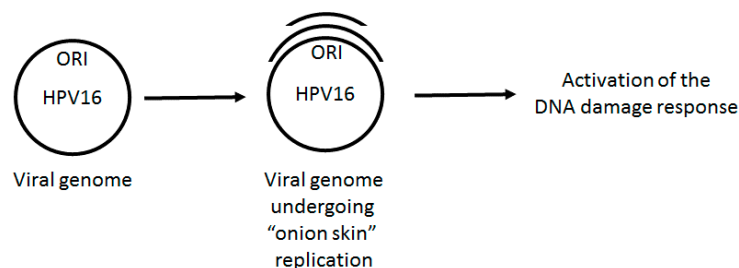 ORI
HPV16
Viral genome
ORI
HPV16
Viral genome
undergoing
“onion skin”
replication
Activation of the
DNA damage response